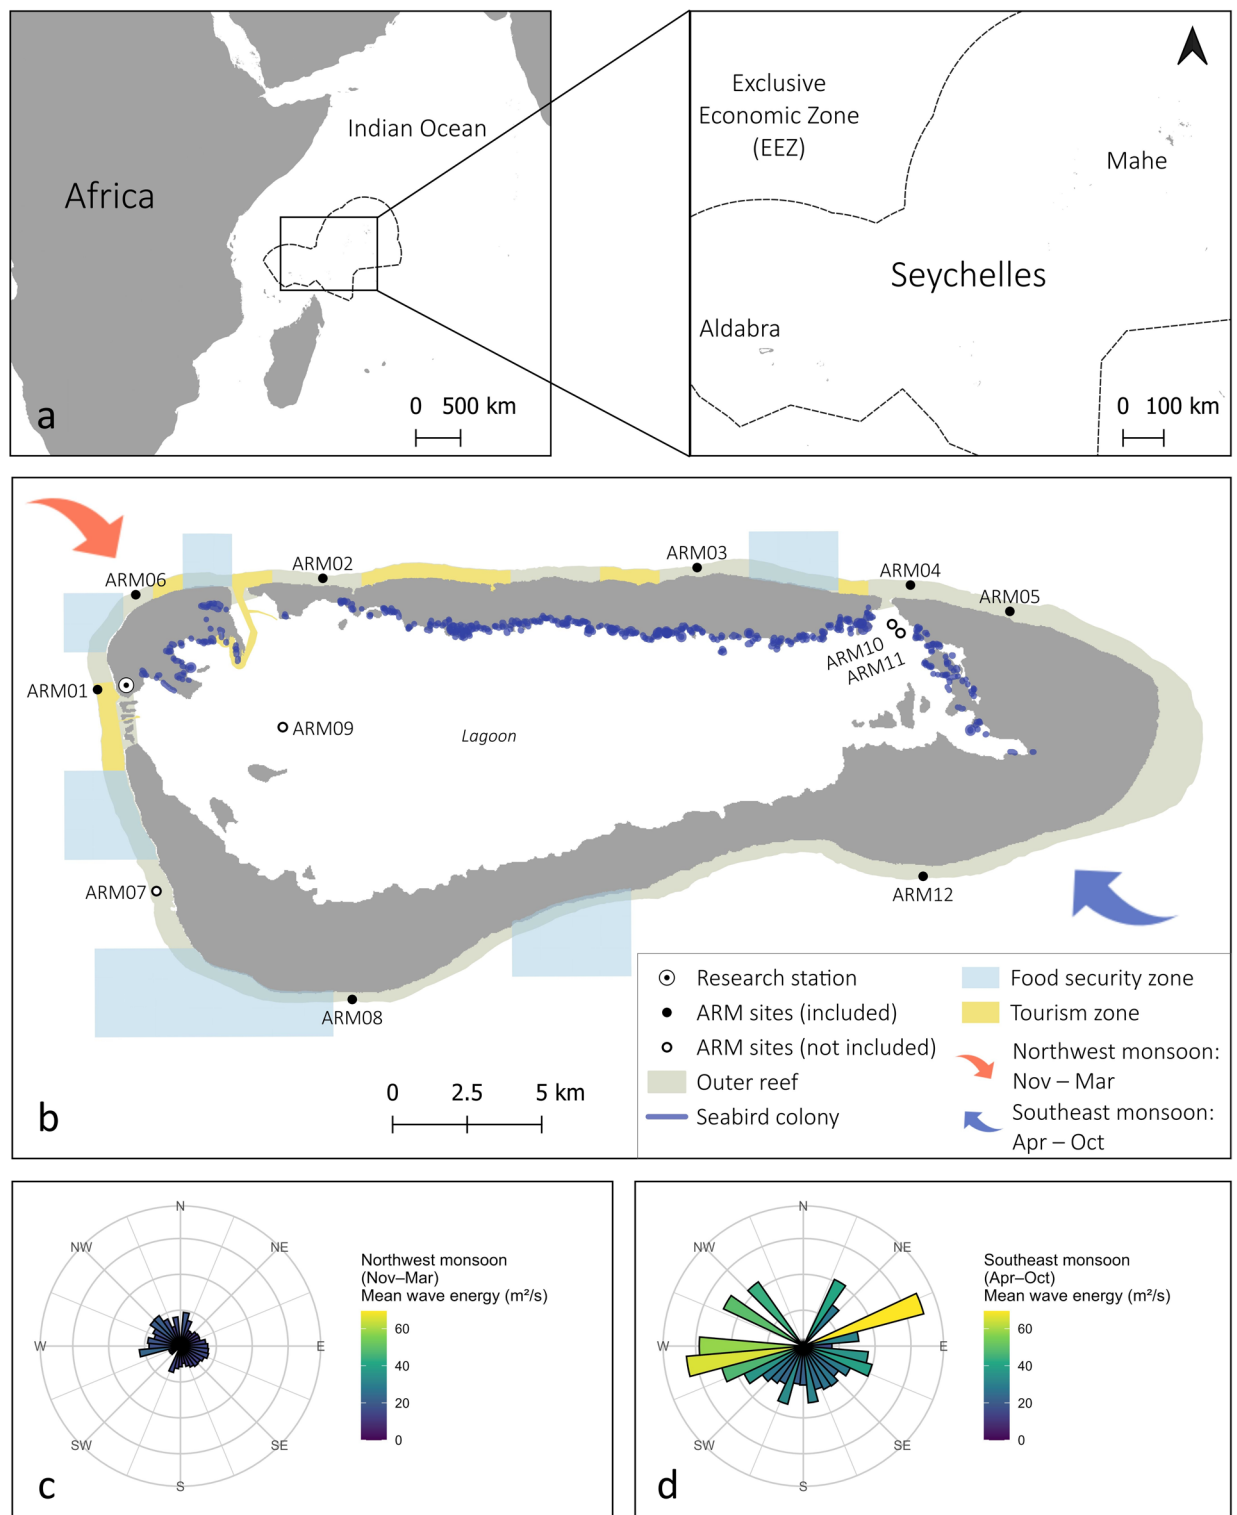 Indian Ocean
Africa
0 500 km
a
Exclusive
Economic Zone
(EEZ)
Mahe
Seychelles
Aldabra
0 100 km
ARM06
ARM02
ARM03
ARM04
ARM05
ARM10
ARM11
ARM01
ARM09
Lagoon
ARM07
ARM12
ARM08
0 2.5 5 km
b
Research station
ARM sites (included)
ARM sites (not included)
Outer reef
Seabird colony
Food security zone
Tourism zone
Northwest monsoon:
Nov – Mar
Southeast monsoon:
Apr – Oct
N
NW
NE
W
E
SW
SE
S
Northwest monsoon
(Nov–Mar)
Mean wave energy (m²/s)
60
40
20
0
c
N
NW
NE
W
E
SW
SE
S
Southeast monsoon
(Apr–Oct)
Mean wave energy (m²/s)
60
40
20
0
d